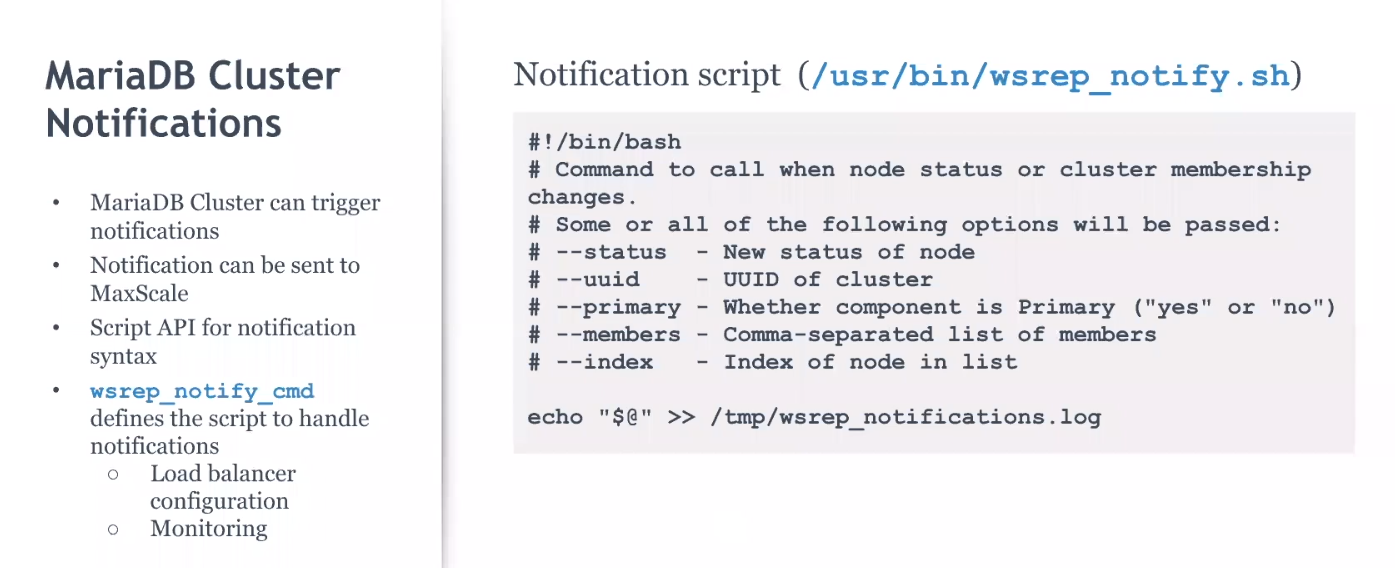 MariaDB Cluster
Notifications
• MariaDB Cluster can trigger
notifications
• Notification can be sent to
MaxScale
• Script API for notification
syntax
• wsrep_notify_cmd
defines the script to handle
notifications
○ Load balancer
configuration
○ Monitoring
Notification script (/usr/bin/wsrep_notify.sh)
#!/bin/bash
# Command to call when node status or cluster membership
changes.
# Some or all of the following options will be passed:
# --status  - New status of node
# --uuid    - UUID of cluster
# --primary - Whether component is Primary ("yes" or "no")
# --members - Comma-separated list of members
# --index   - Index of node in list
echo "$@" >> /tmp/wsrep_notifications.log